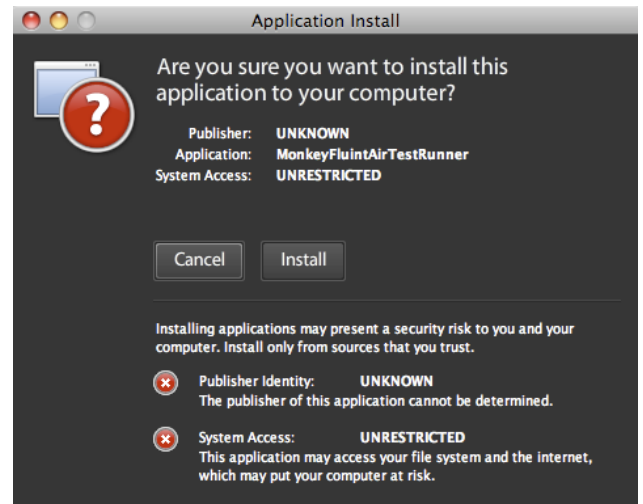 Application Install
Are you sure you want to install this
application to your computer?
Publisher: UNKNOWN
Application: MonkeyFluintAirTestRunner
System Access: UNRESTRICTED
Cancel Install
Installing applications may present a security risk to you and your
computer. Install only from sources that you trust.
Publisher Identity: UNKNOWN
The publisher of this application cannot be determined.
System Access: UNRESTRICTED
This application may access your file system and the internet,
which may put your computer at risk.